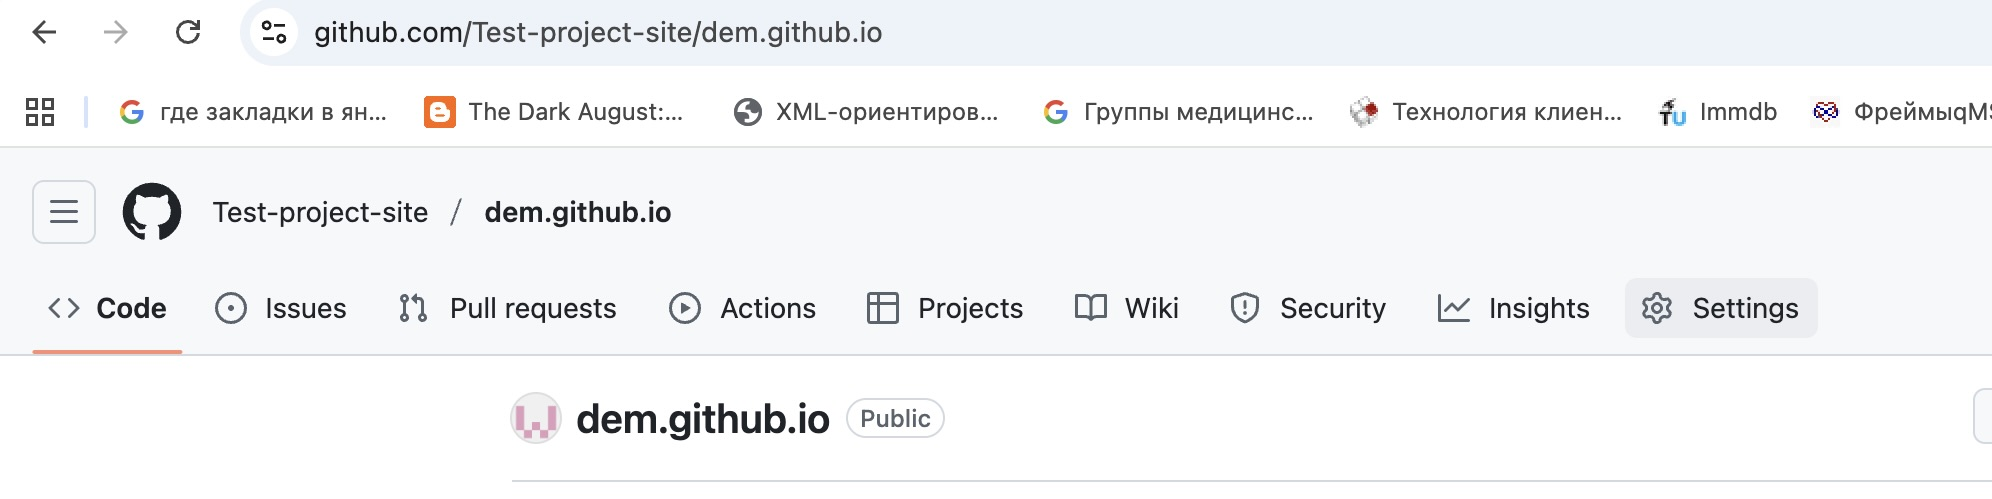 github.com/Test-project-site/dem.github.io
где закладки в ян... The Dark August:... XML-ориентиров... Группы медицинс... Технология клиен... Immdb ФреймыqMS
Test-project-site / dem.github.io
Code Issues Pull requests Actions Projects Wiki Security Insights Settings
dem.github.io Public